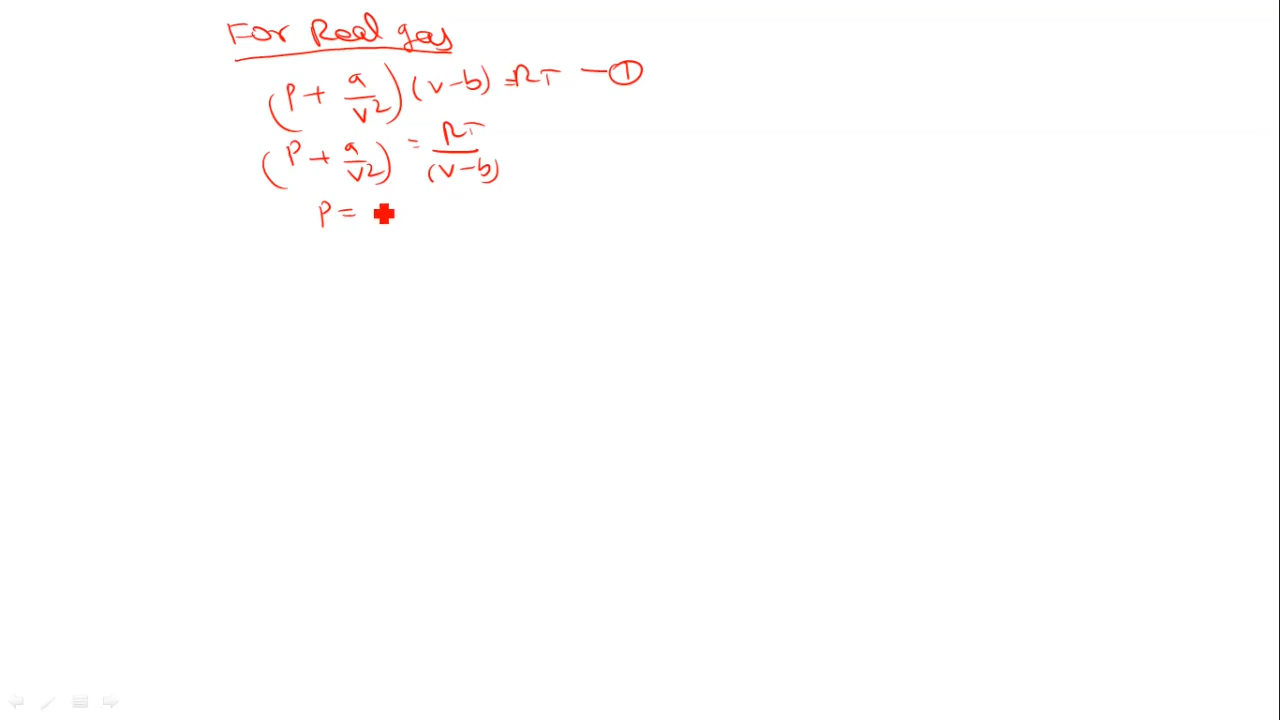 For Real gas
(P + a/v2)(v-b) = RT —①
(P + a/v2) = RT/(v-b)
P =